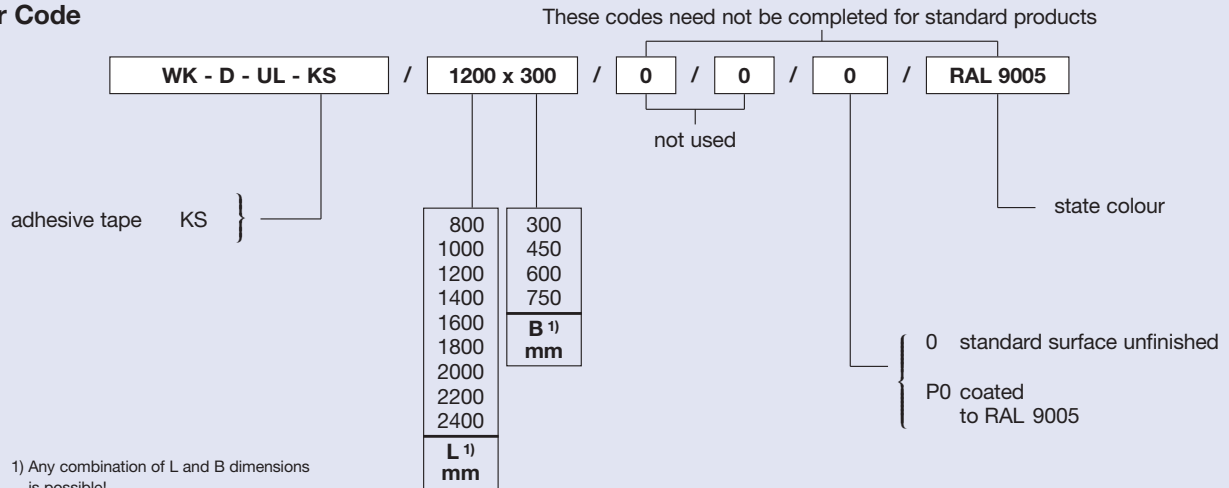 Code
These codes need not be completed for standard products
WK - D - UL - KS / 1200 x 300 / 0 / 0 / 0 / RAL 9005
not used
adhesive tape KS }
state colour
800 300
1000 450
1200 600
1400 750
1600 B 1)
1800 mm
2000
2200
2400
L 1)
mm
0 standard surface unfinished
P0 coated
to RAL 9005
1) Any combination of L and B dimensions
is possible!